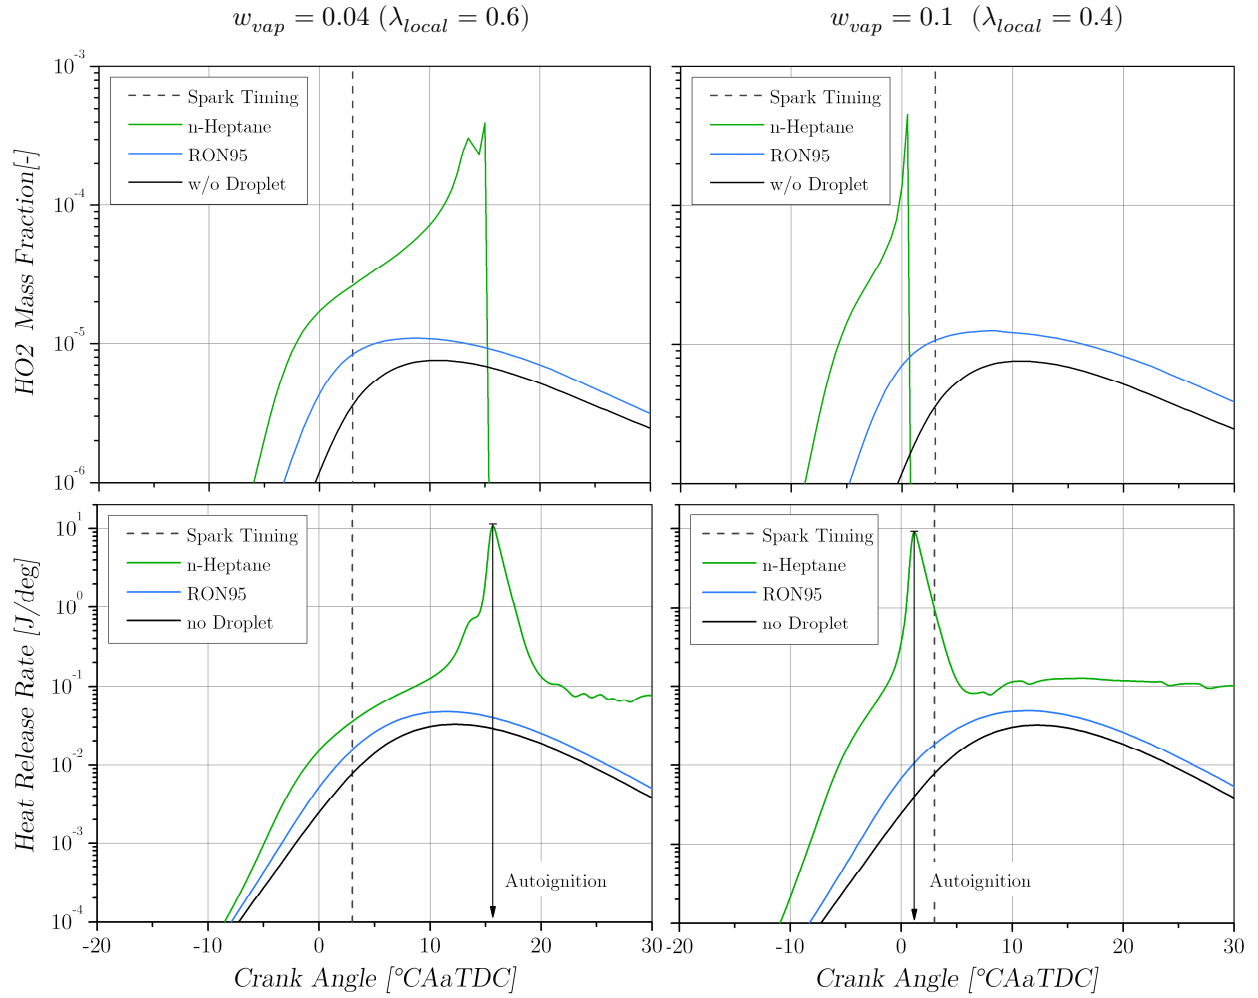 w_vap = 0.04 (λ_local = 0.6)
w_vap = 0.1 (λ_local = 0.4)
HO2 Mass Fraction[-]
10^-3
10^-4
10^-5
10^-6
Spark Timing
n-Heptane
RON95
w/o Droplet
Spark Timing
n-Heptane
RON95
w/o Droplet
Heat Release Rate [J/deg]
10^1
10^0
10^-1
10^-2
10^-3
10^-4
Spark Timing
n-Heptane
RON95
no Droplet
Autoignition
Spark Timing
n-Heptane
RON95
no Droplet
Autoignition
-20 -10 0 10 20 30
-20 -10 0 10 20 30
Crank Angle [°CAaTDC]
Crank Angle [°CAaTDC]